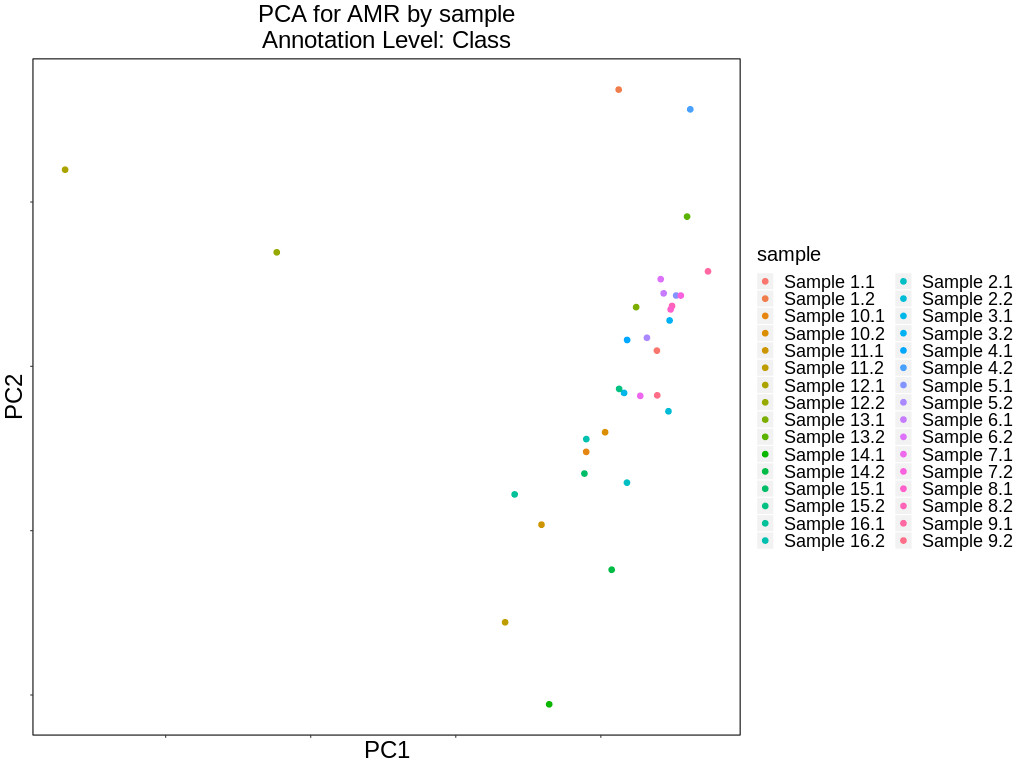 PCA for AMR by sample
Annotation Level: Class
PC2
PC1
sample
Sample 1.1
Sample 1.2
Sample 10.1
Sample 10.2
Sample 11.1
Sample 11.2
Sample 12.1
Sample 12.2
Sample 13.1
Sample 13.2
Sample 14.1
Sample 14.2
Sample 15.1
Sample 15.2
Sample 16.1
Sample 16.2
Sample 2.1
Sample 2.2
Sample 3.1
Sample 3.2
Sample 4.1
Sample 4.2
Sample 5.1
Sample 5.2
Sample 6.1
Sample 6.2
Sample 7.1
Sample 7.2
Sample 8.1
Sample 8.2
Sample 9.1
Sample 9.2